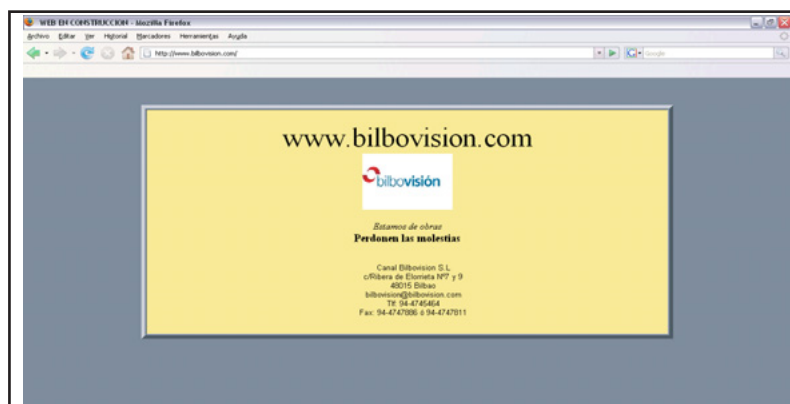 WEB EN CONSTRUCCION - Mozilla Firefox
Archivo Editar Ver Historial Marcadores Herramientas Ayuda
http://www.bilbovision.com/
Google
www.bilbovision.com
bilbovisión
Estamos de obras
Perdonen las molestias
Canal Bilbovision S.L
c/Ribera de Elorrieta Nº7 y 9
48015 Bilbao
bilbovision@bilbovision.com
Tlf: 94-4745464
Fax: 94-4747886 ó 94-4747811